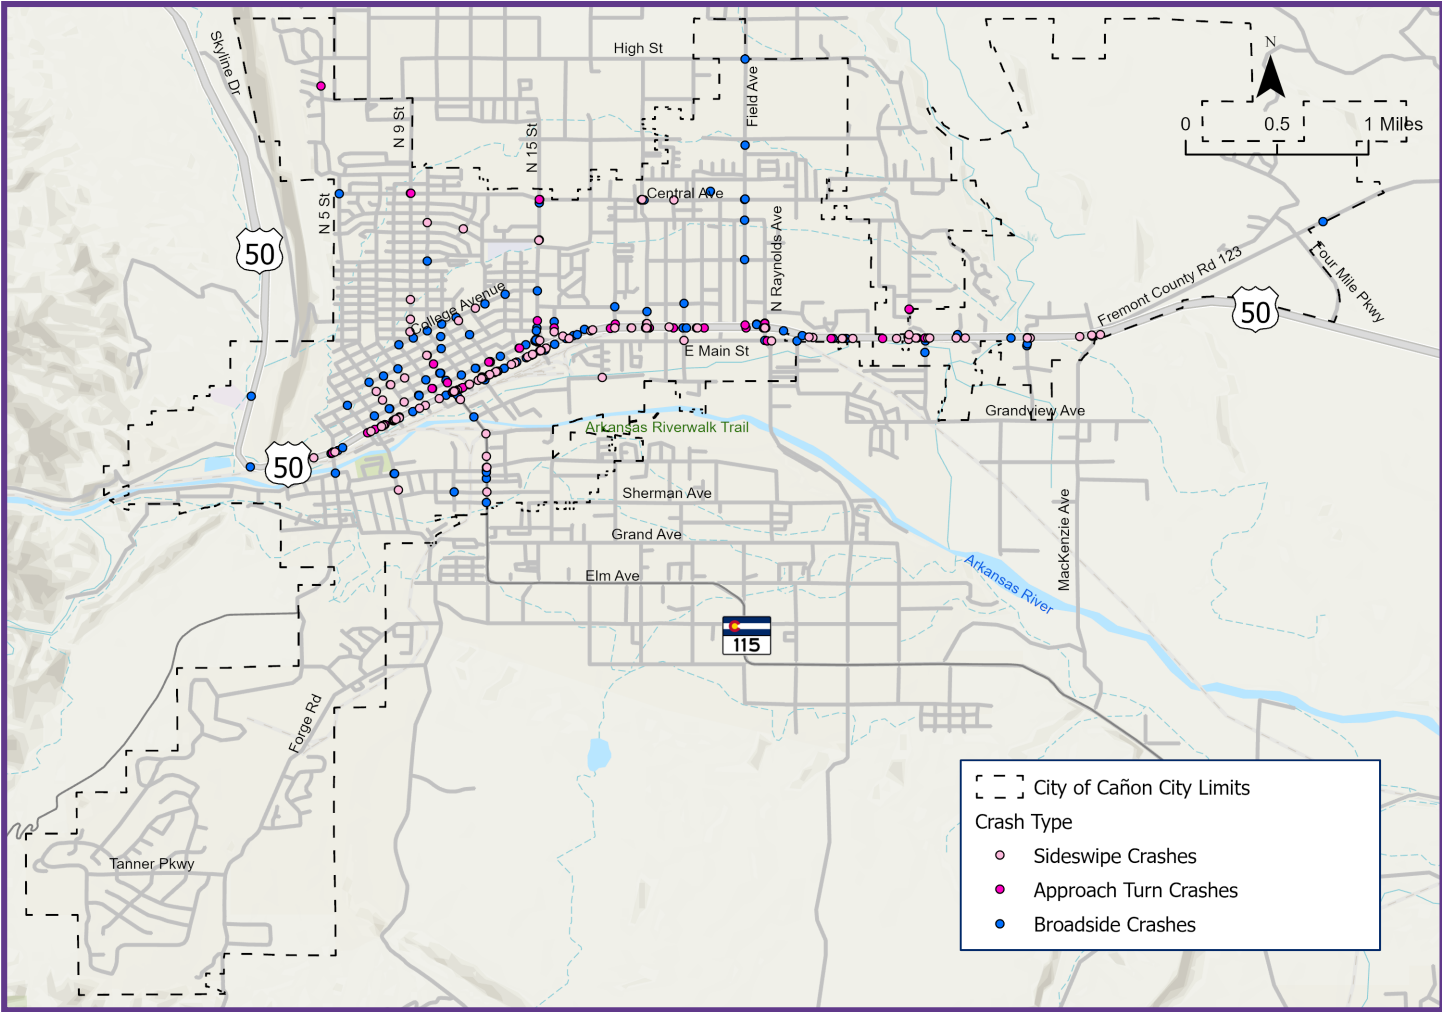 Skyline Dr
High St
N
Field Ave
N 9 St
N 15 St
0 0.5 1 Miles
Central Ave
N 5 St
N Raynolds Ave
50
Fremont County Rd 123
Four Mile Pkwy
50
College Avenue
E Main St
Grandview Ave
Arkansas Riverwalk Trail
50
Sherman Ave
MacKenzie Ave
Grand Ave
Elm Ave
Arkansas River
115
Forge Rd
Tanner Pkwy
City of Cañon City Limits
Crash Type
Sideswipe Crashes
Approach Turn Crashes
Broadside Crashes